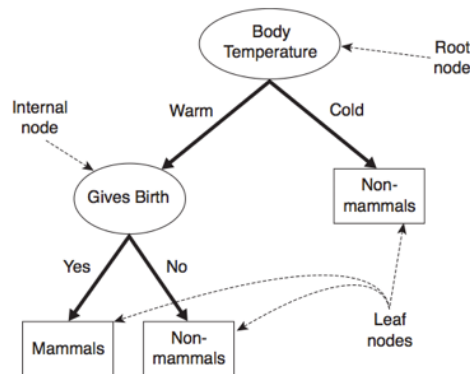 Body
Temperature
Root
node
Internal
node
Warm
Cold
Gives Birth
Non-
mammals
Yes
No
Mammals
Non-
mammals
Leaf
nodes